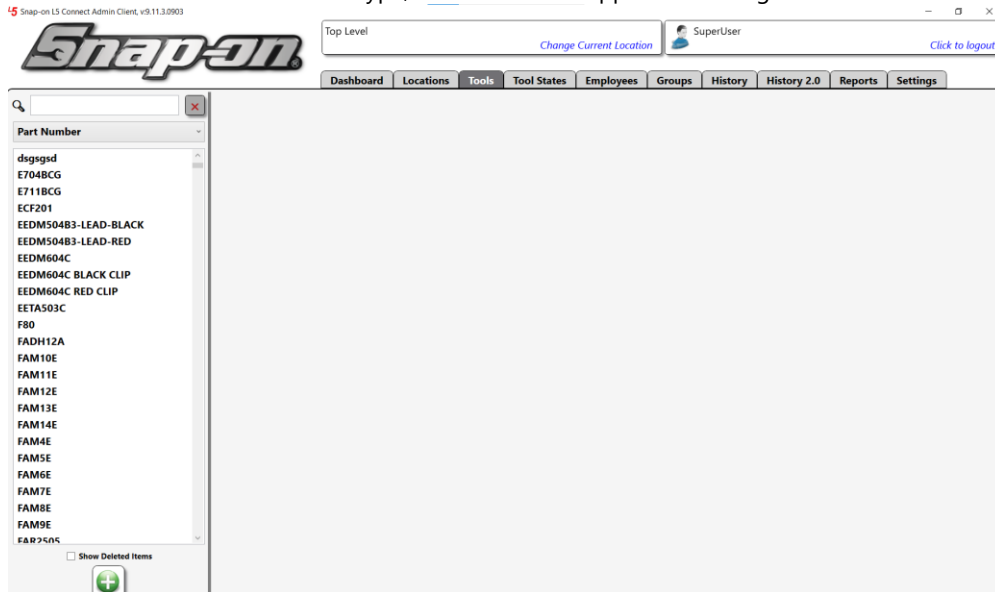 Snap-on L5 Connect Admin Client, v:9.11.3.0903
Snap-on
Top Level
Change Current Location
SuperUser
Click to logout
Dashboard Locations Tools Tool States Employees Groups History History 2.0 Reports Settings
Part Number
dsgsgsd
E704BCG
E711BCG
ECF201
EEDM504B3-LEAD-BLACK
EEDM504B3-LEAD-RED
EEDM604C
EEDM604C BLACK CLIP
EEDM604C RED CLIP
EETA503C
F80
FADH12A
FAM10E
FAM11E
FAM12E
FAM13E
FAM14E
FAM4E
FAM5E
FAM6E
FAM7E
FAM8E
FAM9E
FAR2505
Show Deleted Items